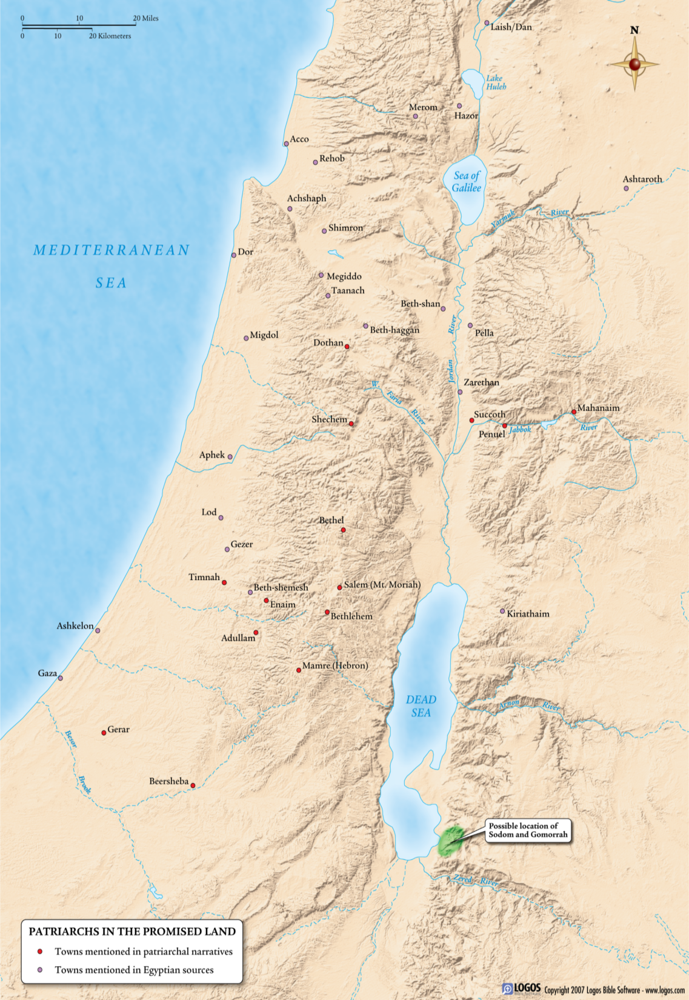 0 10 20 Miles
0 10 20 Kilometers
N
Laish/Dan
Lake
Huleh
Merom
Hazor
Acco
Rehob
Sea of
Galilee
Ashtaroth
Achshaph
Yarmuk River
Shimron
MEDITERRANEAN
SEA
Dor
Megiddo
Taanach
Beth-shan
Jordan River
Beth-haggan
Pella
Migdol
Dothan
W. Faria River
Zarethan
Shechem
Succoth
Mahanaim
Penuel
Jabbok River
Aphek
Lod
Bethel
Gezer
Timnah
Beth-shemesh
Salem (Mt. Moriah)
Enaim
Bethlehem
Kiriathaim
Ashkelon
Adullam
Mamre (Hebron)
Gaza
DEAD
SEA
Arnon River
Gerar
Besor Brook
Beersheba
Possible location of
Sodom and Gomorrah
Zered River
PATRIARCHS IN THE PROMISED LAND
Towns mentioned in patriarchal narratives
Towns mentioned in Egyptian sources
LOGOS
Bible Software
Copyright 2007 Logos Bible Software - www.logos.com